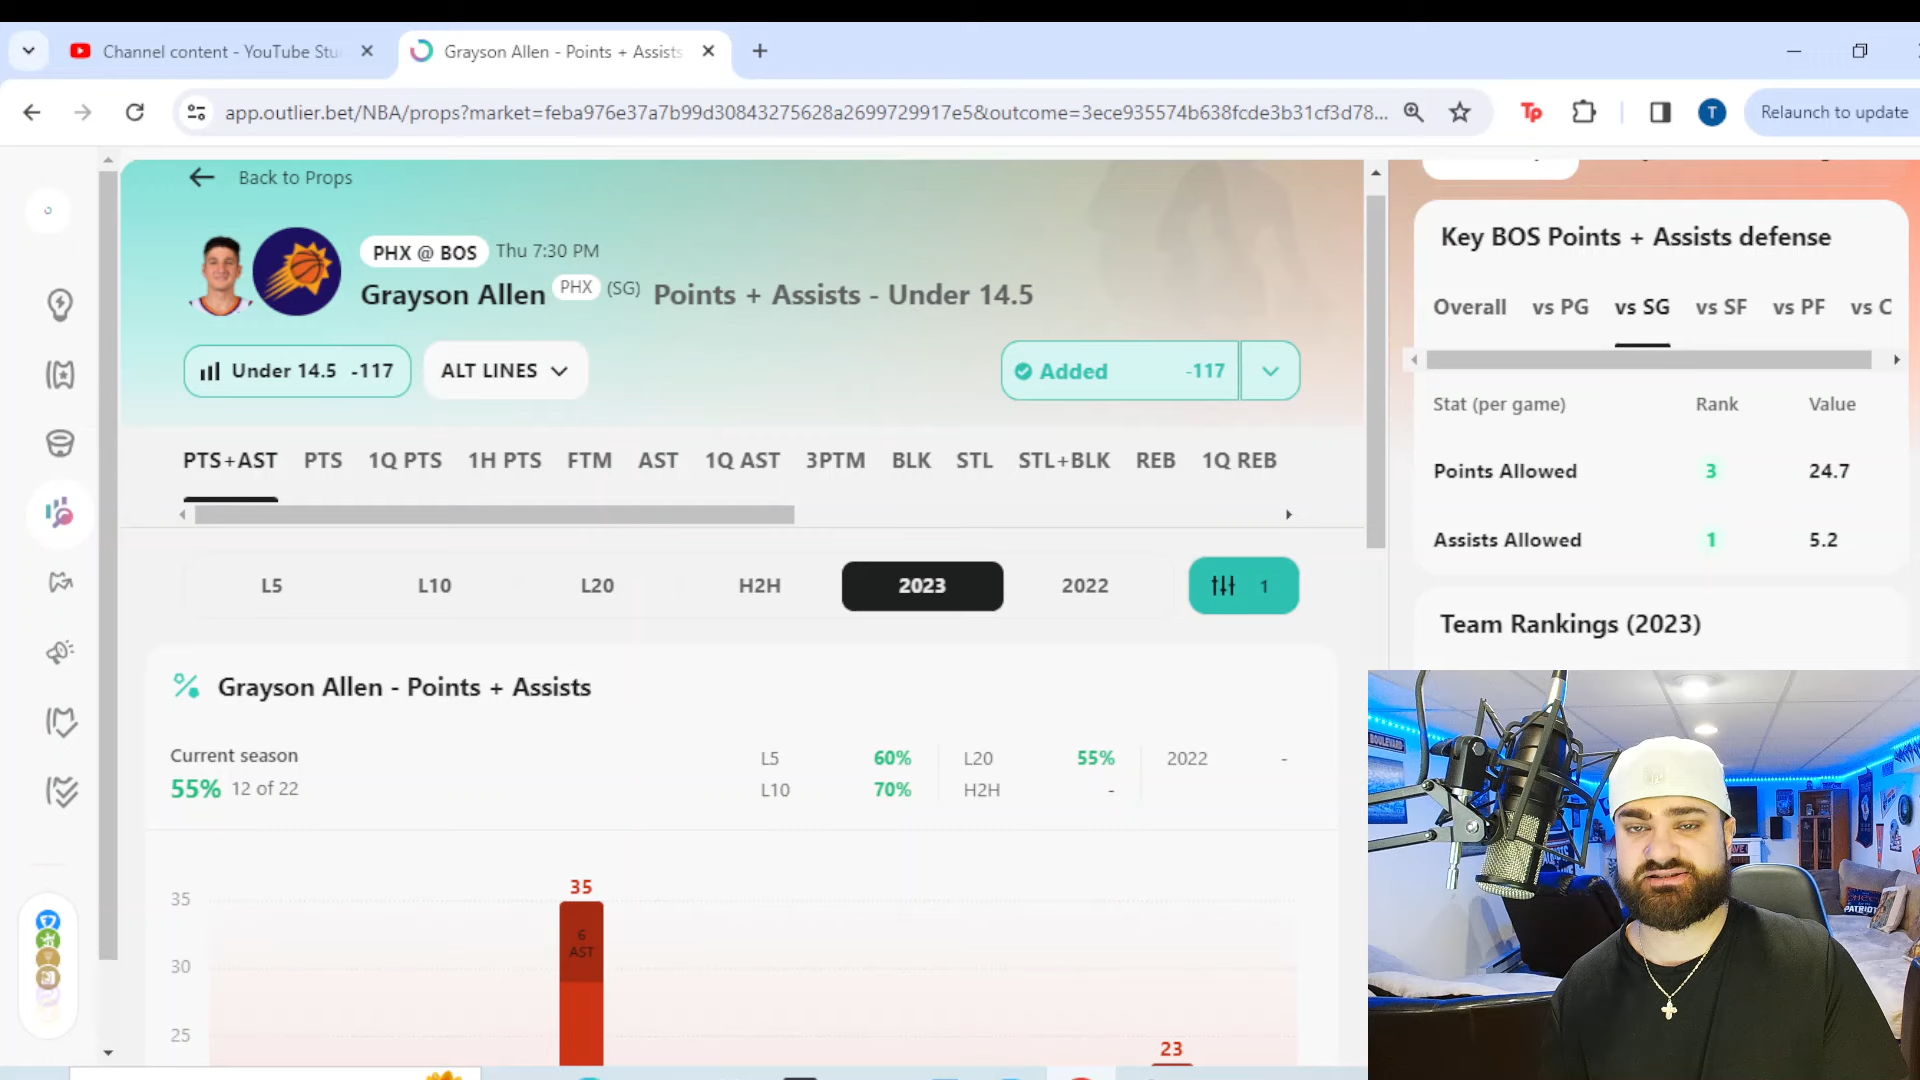 Channel content - YouTube Stu
Grayson Allen - Points + Assists
app.outlier.bet/NBA/props?market=feba976e37a7b99d30843275628a2699729917e5&outcome=3ece935574b638fcde3b31cf3d78...
Tp
T
Relaunch to update
Back to Props
PHX @ BOS Thu 7:30 PM
Grayson Allen PHX (SG) Points + Assists - Under 14.5
Under 14.5 -117
ALT LINES
Added -117
PTS+AST PTS 1Q PTS 1H PTS FTM AST 1Q AST 3PTM BLK STL STL+BLK REB 1Q REB
L5 L10 L20 H2H 2023 2022 1
Grayson Allen - Points + Assists
Current season
55% 12 of 22
L5 60% L20 55% 2022 -
L10 70% H2H -
35
30
25
35
6
AST
23
Key BOS Points + Assists defense
Overall vs PG vs SG vs SF vs PF vs C
Stat (per game) Rank Value
Points Allowed 3 24.7
Assists Allowed 1 5.2
Team Rankings (2023)
BOULEVARD
PATRIOT